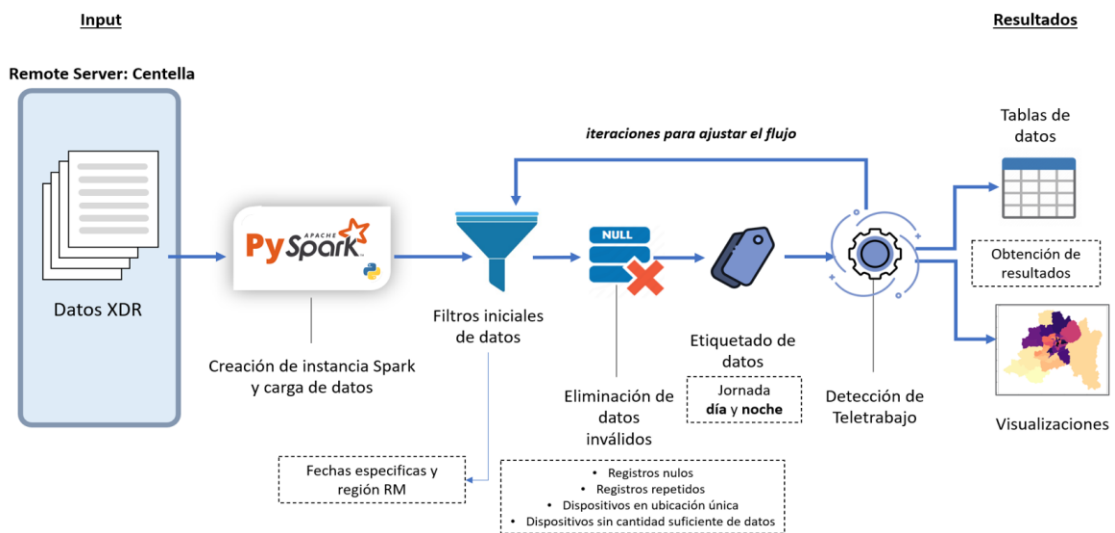 Input
Resultados
Remote Server: Centella
Datos XDR
APACHE
PySpark
Creación de instancia Spark
y carga de datos
iteraciones para ajustar el flujo
Filtros iniciales
de datos
Fechas especificas y
región RM
NULL
Eliminación de
datos
inválidos
• Registros nulos
• Registros repetidos
• Dispositivos en ubicación única
• Dispositivos sin cantidad suficiente de datos
Etiquetado de
datos
Jornada
día y noche
Detección de
Teletrabajo
Tablas de
datos
Obtención de
resultados
Visualizaciones